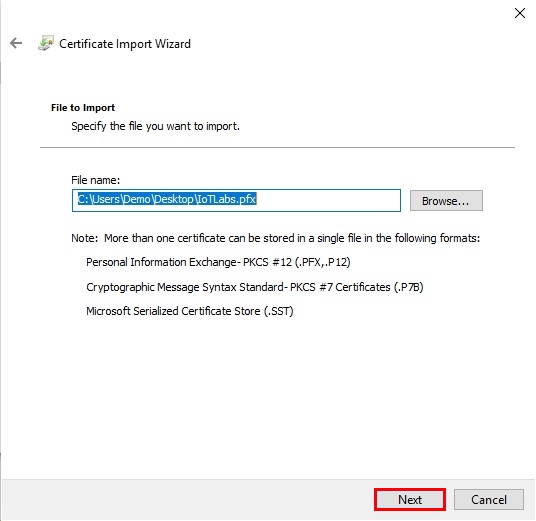 Certificate Import Wizard
File to Import
Specify the file you want to import.
File name:
C:\Users\Demo\Desktop\IoTLabs.pfx
Browse...
Note:  More than one certificate can be stored in a single file in the following formats:
Personal Information Exchange- PKCS #12 (.PFX,.P12)
Cryptographic Message Syntax Standard- PKCS #7 Certificates (.P7B)
Microsoft Serialized Certificate Store (.SST)
Next
Cancel